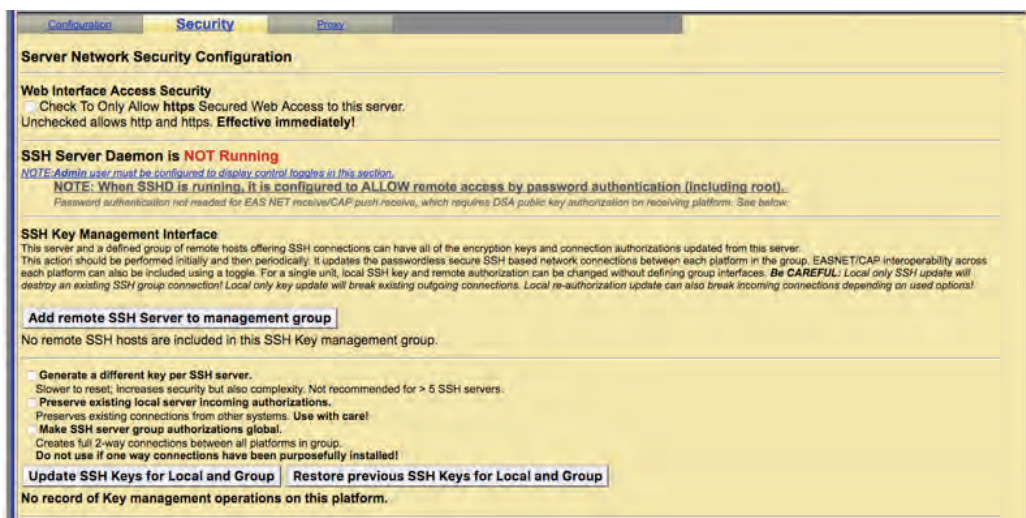 Configuration Security Proxy
Server Network Security Configuration
Web Interface Access Security
Check To Only Allow https Secured Web Access to this server.
Unchecked allows http and https. Effective immediately!
SSH Server Daemon is NOT Running
NOTE:Admin user must be configured to display control toggles in this section.
NOTE: When SSHD is running, it is configured to ALLOW remote access by password authentication (including root).
Password authentication not needed for EAS NET receive/CAP push receive, which requires DSA public key authorization on receiving platform. See below.
SSH Key Management Interface
This server and a defined group of remote hosts offering SSH connections can have all of the encryption keys and connection authorizations updated from this server.
This action should be performed initially and then periodically. It updates the passwordless secure SSH based network connections between each platform in the group. EASNET/CAP interoperability across
each platform can also be included using a toggle. For a single unit, local SSH key and remote authorization can be changed without defining group interfaces. Be CAREFUL: Local only SSH update will
destroy an existing SSH group connection! Local only key update will break existing outgoing connections. Local re-authorization update can also break incoming connections depending on used options!
Add remote SSH Server to management group
No remote SSH hosts are included in this SSH Key management group.
Generate a different key per SSH server.
Slower to reset; increases security but also complexity. Not recommended for > 5 SSH servers.
Preserve existing local server incoming authorizations.
Preserves existing connections from other systems. Use with care!
Make SSH server group authorizations global.
Creates full 2-way connections between all platforms in group.
Do not use if one way connections have been purposefully installed!
Update SSH Keys for Local and Group Restore previous SSH Keys for Local and Group
No record of Key management operations on this platform.